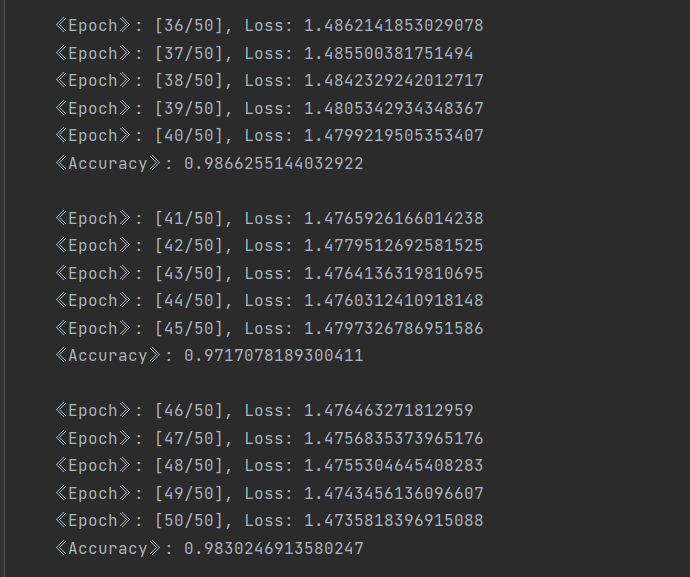 《Epoch》: [36/50], Loss: 1.4862141853029078
《Epoch》: [37/50], Loss: 1.485500381751494
《Epoch》: [38/50], Loss: 1.4842329242012717
《Epoch》: [39/50], Loss: 1.4805342934348367
《Epoch》: [40/50], Loss: 1.4799219505353407
《Accuracy》: 0.9866255144032922
《Epoch》: [41/50], Loss: 1.4765926166014238
《Epoch》: [42/50], Loss: 1.4779512692581525
《Epoch》: [43/50], Loss: 1.4764136319810695
《Epoch》: [44/50], Loss: 1.4760312410918148
《Epoch》: [45/50], Loss: 1.4797326786951586
《Accuracy》: 0.9717078189300411
《Epoch》: [46/50], Loss: 1.476463271812959
《Epoch》: [47/50], Loss: 1.4756835373965176
《Epoch》: [48/50], Loss: 1.4755304645408283
《Epoch》: [49/50], Loss: 1.4743456136096607
《Epoch》: [50/50], Loss: 1.4735818396915088
《Accuracy》: 0.9830246913580247